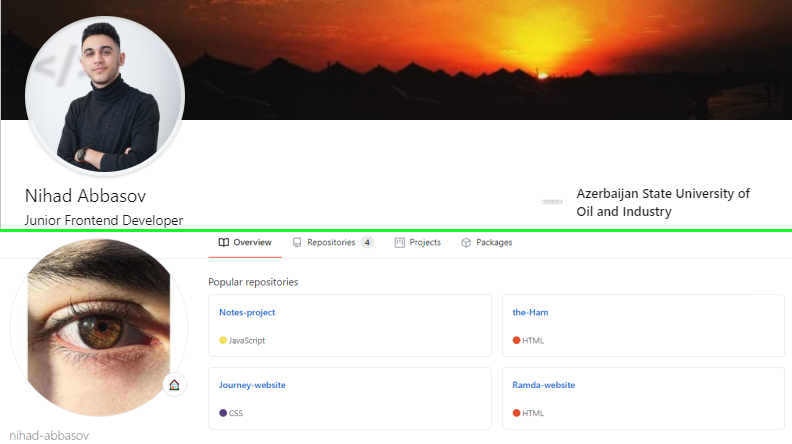 </>
Nihad Abbasov
Junior Frontend Developer
Azerbaijan State University of
Oil and Industry
Overview
Repositories 4
Projects
Packages
Popular repositories
Notes-project
JavaScript
the-Ham
HTML
Journey-website
CSS
Ramda-website
HTML
nihad-abbasov